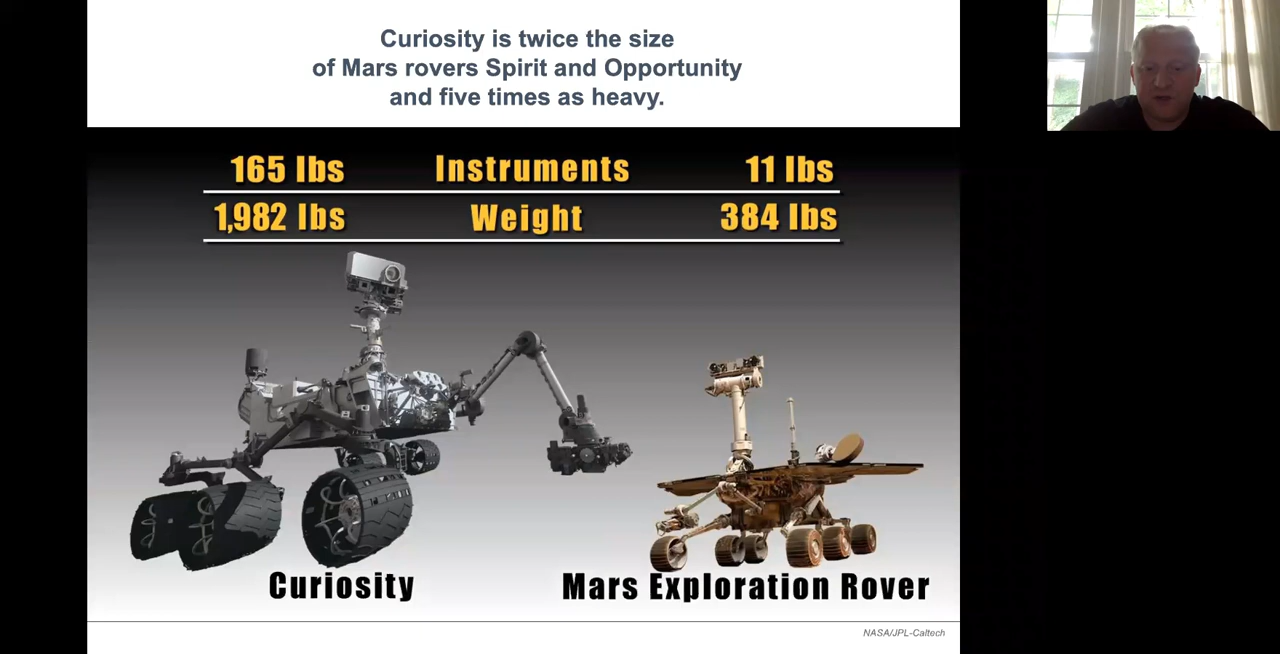 Curiosity is twice the size
of Mars rovers Spirit and Opportunity
and five times as heavy.
165 lbs Instruments 11 lbs
1,982 lbs Weight 384 lbs
Curiosity Mars Exploration Rover
NASA/JPL-Caltech